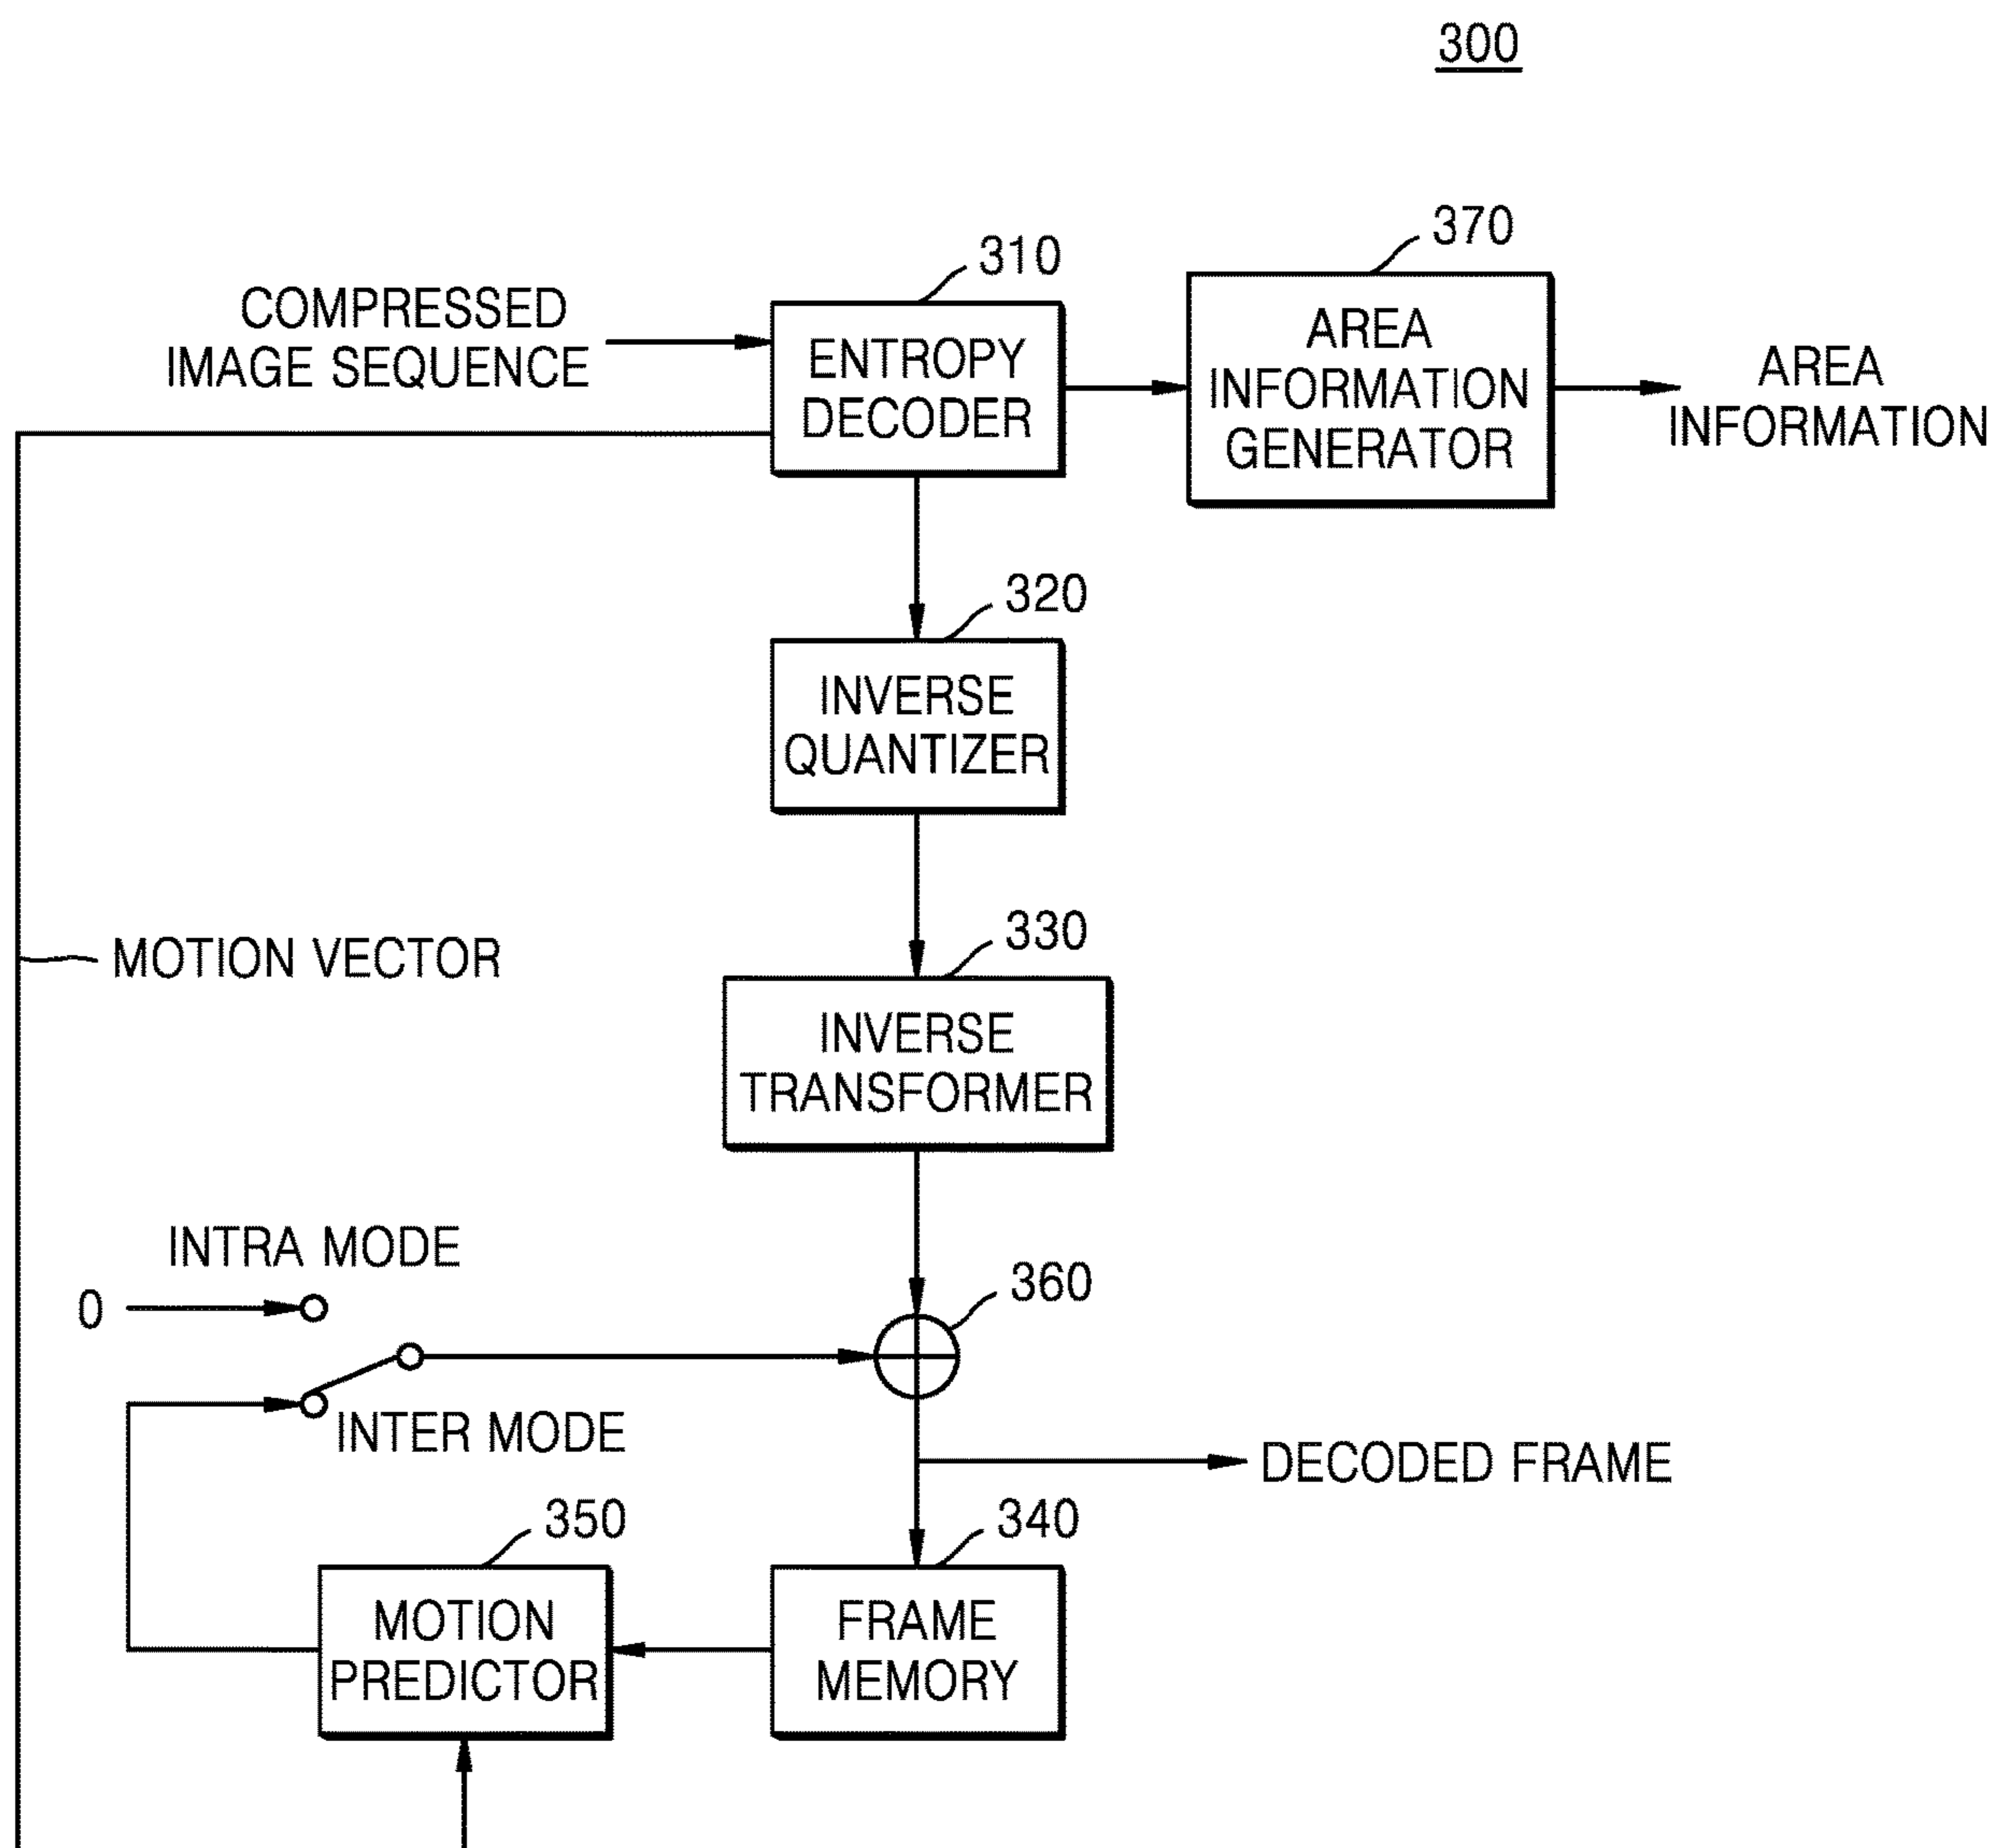 300
370
310
COMPRESSED
IMAGE SEQUENCE
ENTROPY
DECODER
AREA
INFORMATION
GENERATOR
AREA
INFORMATION
320
INVERSE
QUANTIZER
MOTION VECTOR
330
INVERSE
TRANSFORMER
INTRA MODE
0
360
INTER MODE
DECODED FRAME
350
340
MOTION
PREDICTOR
FRAME
MEMORY